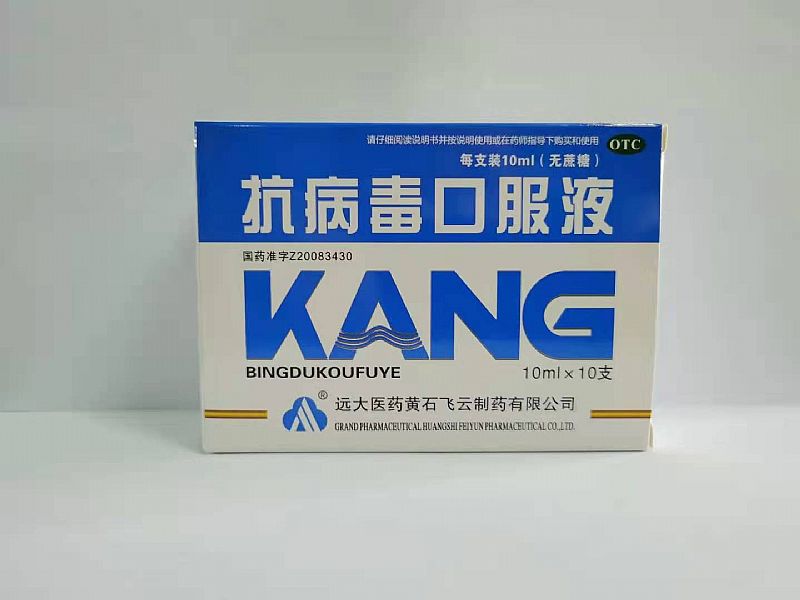 请仔细阅读说明书并按说明使用或在药师指导下购买和使用
OTC
每支装10ml(无蔗糖)
抗病毒口服液
国药准字Z20083430
KANG
BINGDUKOUFUYE
10ml×10支
®
远大医药黄石飞云制药有限公司
GRAND PHARMACEUTICAL HUANGSHI FEIYUN PHARMACEUTICAL CO.,LTD.